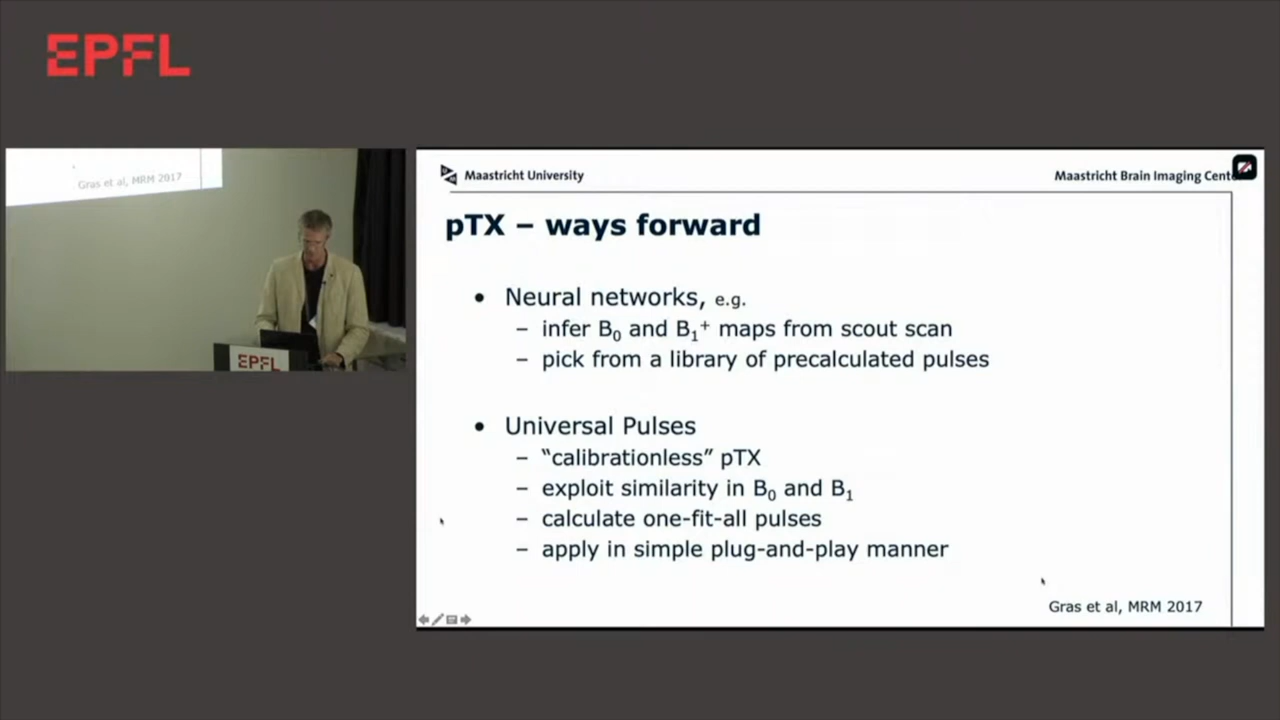 EPFL
Gras et al, MRM 2017
EPFL
Maastricht University
Maastricht Brain Imaging Cent
pTX – ways forward
• Neural networks, e.g.
– infer B₀ and B₁⁺ maps from scout scan
– pick from a library of precalculated pulses
• Universal Pulses
– “calibrationless” pTX
– exploit similarity in B₀ and B₁
– calculate one-fit-all pulses
– apply in simple plug-and-play manner
Gras et al, MRM 2017